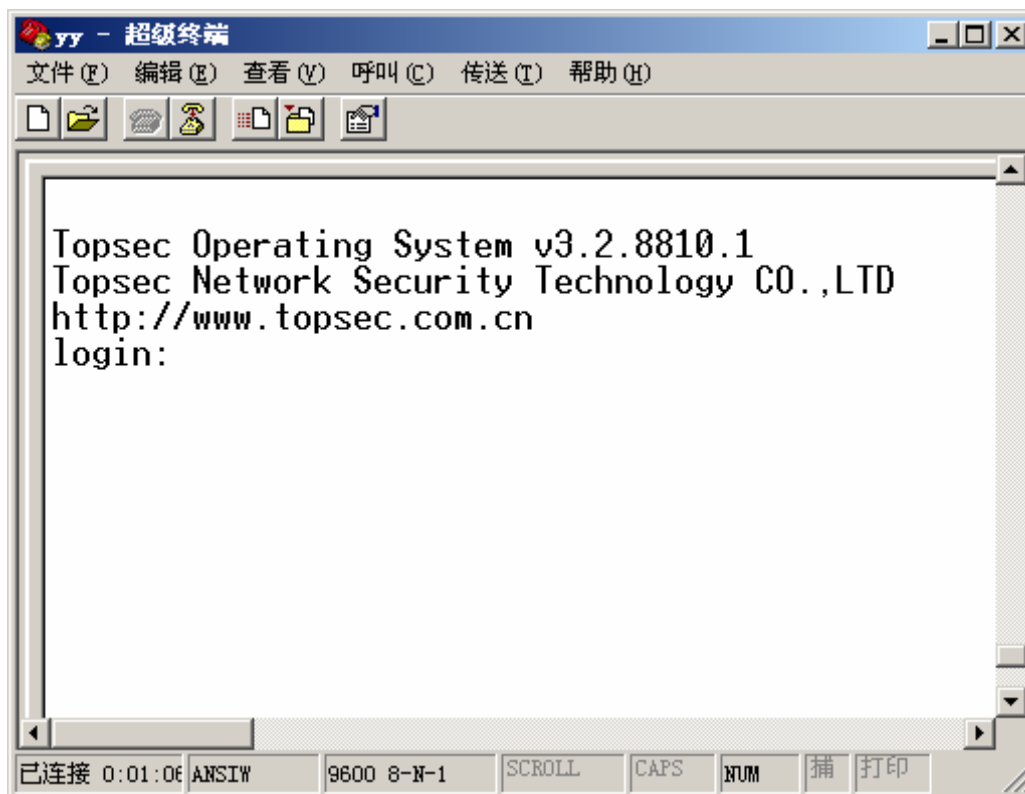 yy - 超级终端
文件(F) 编辑(E) 查看(V) 呼叫(C) 传送(T) 帮助(H)
Topsec Operating System v3.2.8810.1
Topsec Network Security Technology CO.,LTD
http://www.topsec.com.cn
login:
已连接 0:01:06 ANSIW 9600 8-N-1 SCROLL CAPS NUM 捕 打印